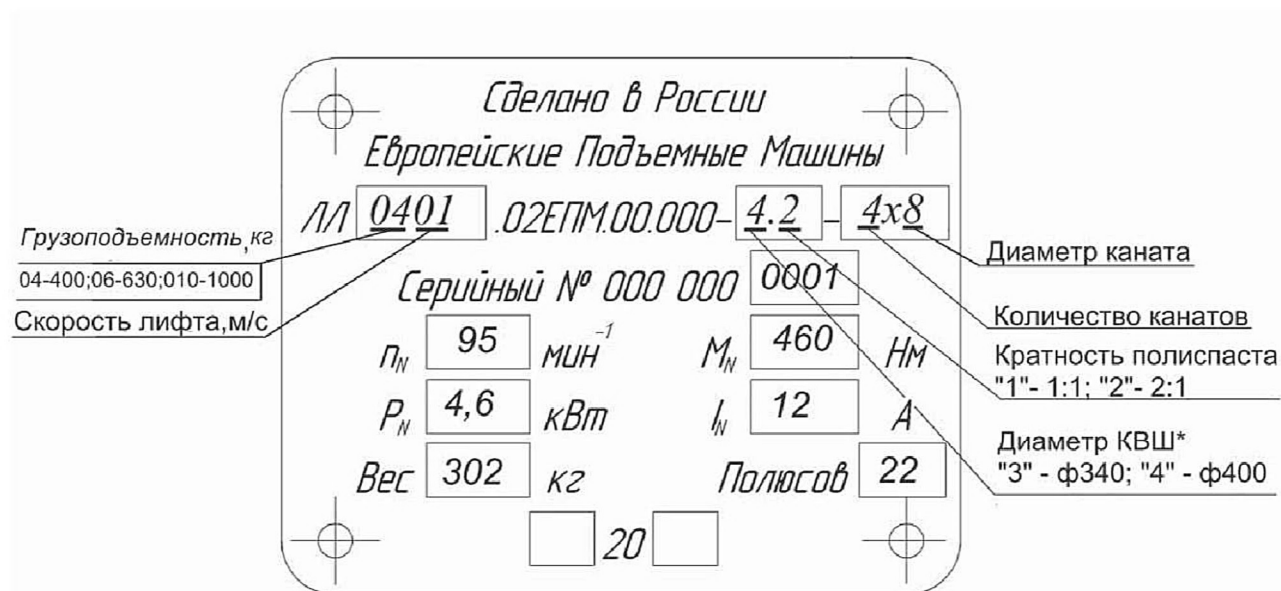 Сделано в России
Европейские Подъемные Машины
ЛЛ 0401 .02ЕПМ.00.000- 4.2 - 4х8
Грузоподъемность,кг
04-400;06-630;010-1000
Скорость лифта,м/с
Серийный № 000 000 0001
n_N 95 мин⁻¹ M_N 460 Нм
P_N 4,6 кВт I_N 12 А
Вес 302 кг Полюсов 22
20
Диаметр каната
Количество канатов
Кратность полиспаста
"1"- 1:1; "2"- 2:1
Диаметр КВШ*
"3" - ф340; "4" - ф400